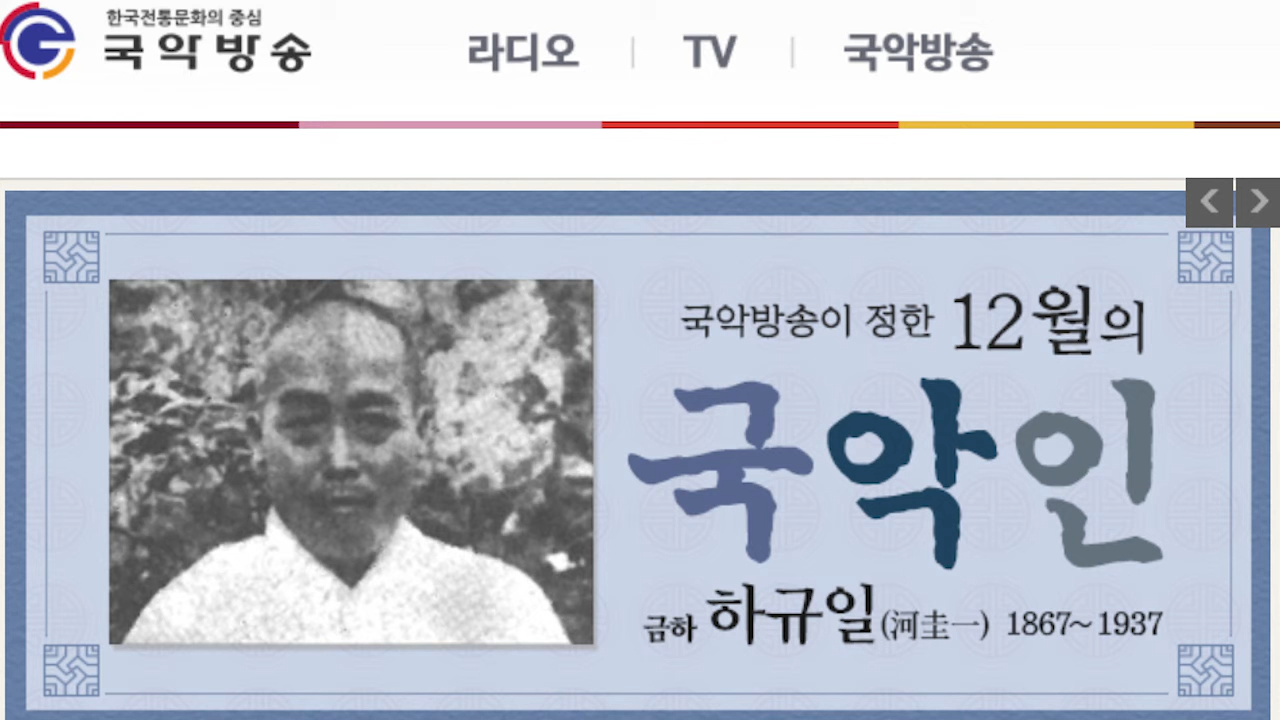 한국전통문화의 중심
국악방송
라디오 | TV | 국악방송
국악방송이 정한 12월의
국악인
금하 하규일(河圭一) 1867~1937